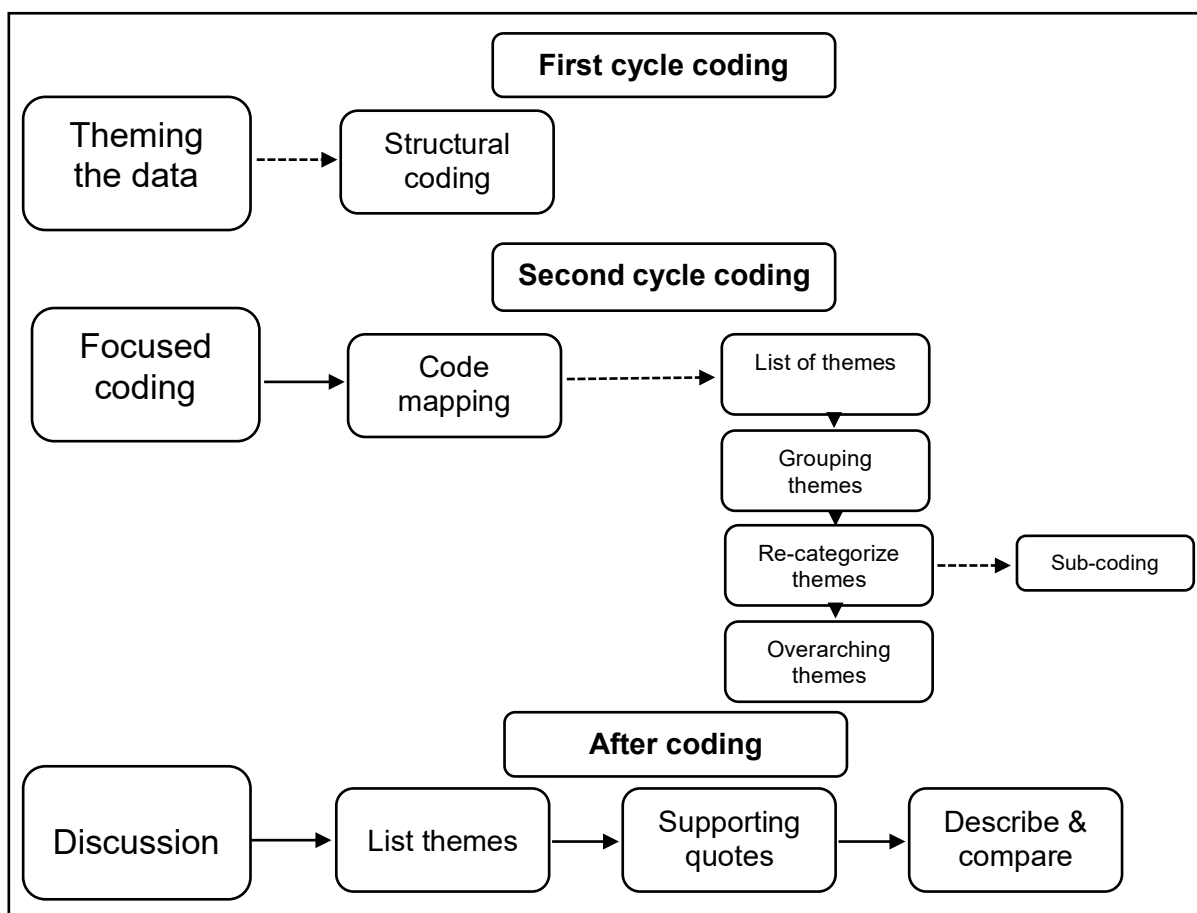 First cycle coding
Theming
the data
Structural
coding
Second cycle coding
Focused
coding
Code
mapping
List of themes
Grouping
themes
Re-categorize
themes
Sub-coding
Overarching
themes
After coding
Discussion
List themes
Supporting
quotes
Describe &
compare